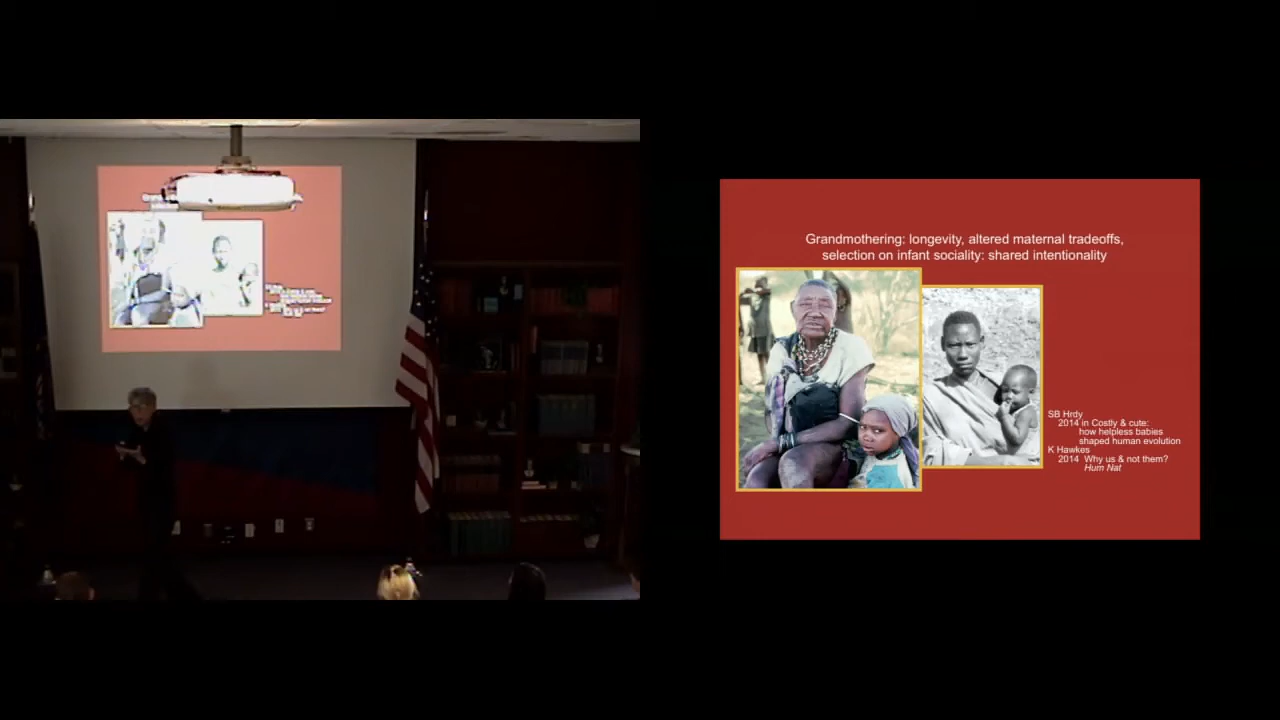 Grandmothering: longevity, altered maternal tradeoffs,
selection on infant sociality: shared intentionality
SB Hrdy
2014 in Costly & cute:
how helpless babies
shaped human evolution
K Hawkes
2014 Why us & not them?
Hum Nat